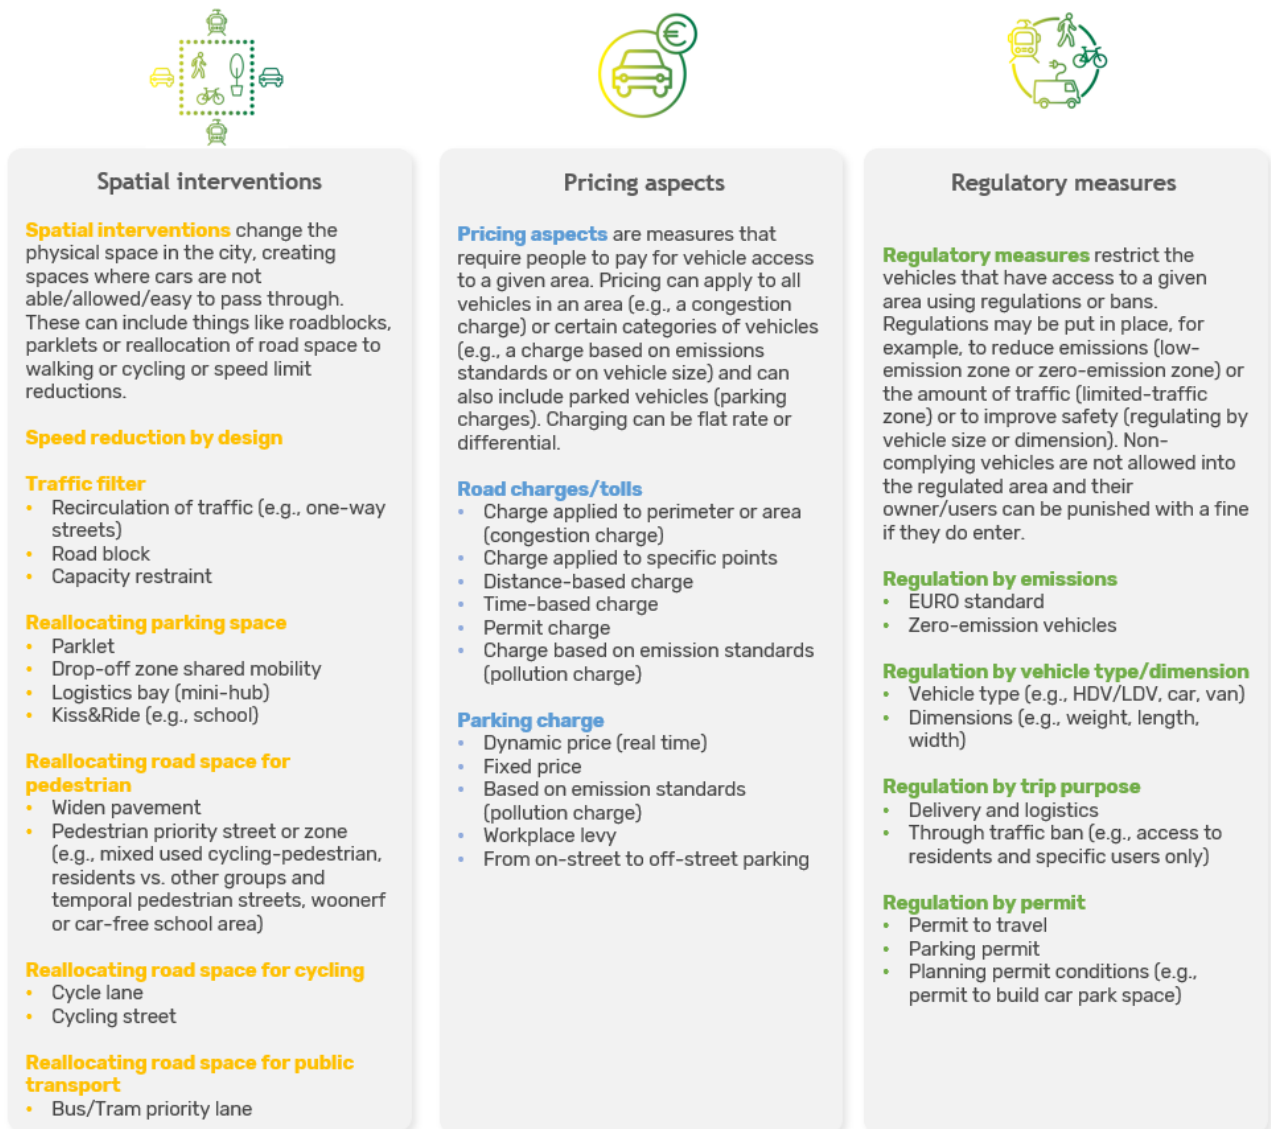 Spatial interventions
Spatial interventions change the
physical space in the city, creating
spaces where cars are not
able/allowed/easy to pass through.
These can include things like roadblocks,
parklets or reallocation of road space to
walking or cycling or speed limit
reductions.
Speed reduction by design
Traffic filter
• Recirculation of traffic (e.g., one-way
streets)
• Road block
• Capacity restraint
Reallocating parking space
• Parklet
• Drop-off zone shared mobility
• Logistics bay (mini-hub)
• Kiss&Ride (e.g., school)
Reallocating road space for
pedestrian
• Widen pavement
• Pedestrian priority street or zone
(e.g., mixed used cycling-pedestrian,
residents vs. other groups and
temporal pedestrian streets, woonerf
or car-free school area)
Reallocating road space for cycling
• Cycle lane
• Cycling street
Reallocating road space for public
transport
• Bus/Tram priority lane
€
Pricing aspects
Pricing aspects are measures that
require people to pay for vehicle access
to a given area. Pricing can apply to all
vehicles in an area (e.g., a congestion
charge) or certain categories of vehicles
(e.g., a charge based on emissions
standards or on vehicle size) and can
also include parked vehicles (parking
charges). Charging can be flat rate or
differential.
Road charges/tolls
• Charge applied to perimeter or area
(congestion charge)
• Charge applied to specific points
• Distance-based charge
• Time-based charge
• Permit charge
• Charge based on emission standards
(pollution charge)
Parking charge
• Dynamic price (real time)
• Fixed price
• Based on emission standards
(pollution charge)
• Workplace levy
• From on-street to off-street parking
Regulatory measures
Regulatory measures restrict the
vehicles that have access to a given
area using regulations or bans.
Regulations may be put in place, for
example, to reduce emissions (low-
emission zone or zero-emission zone) or
the amount of traffic (limited-traffic
zone) or to improve safety (regulating by
vehicle size or dimension). Non-
complying vehicles are not allowed into
the regulated area and their
owner/users can be punished with a fine
if they do enter.
Regulation by emissions
• EURO standard
• Zero-emission vehicles
Regulation by vehicle type/dimension
• Vehicle type (e.g., HDV/LDV, car, van)
• Dimensions (e.g., weight, length,
width)
Regulation by trip purpose
• Delivery and logistics
• Through traffic ban (e.g., access to
residents and specific users only)
Regulation by permit
• Permit to travel
• Parking permit
• Planning permit conditions (e.g.,
permit to build car park space)